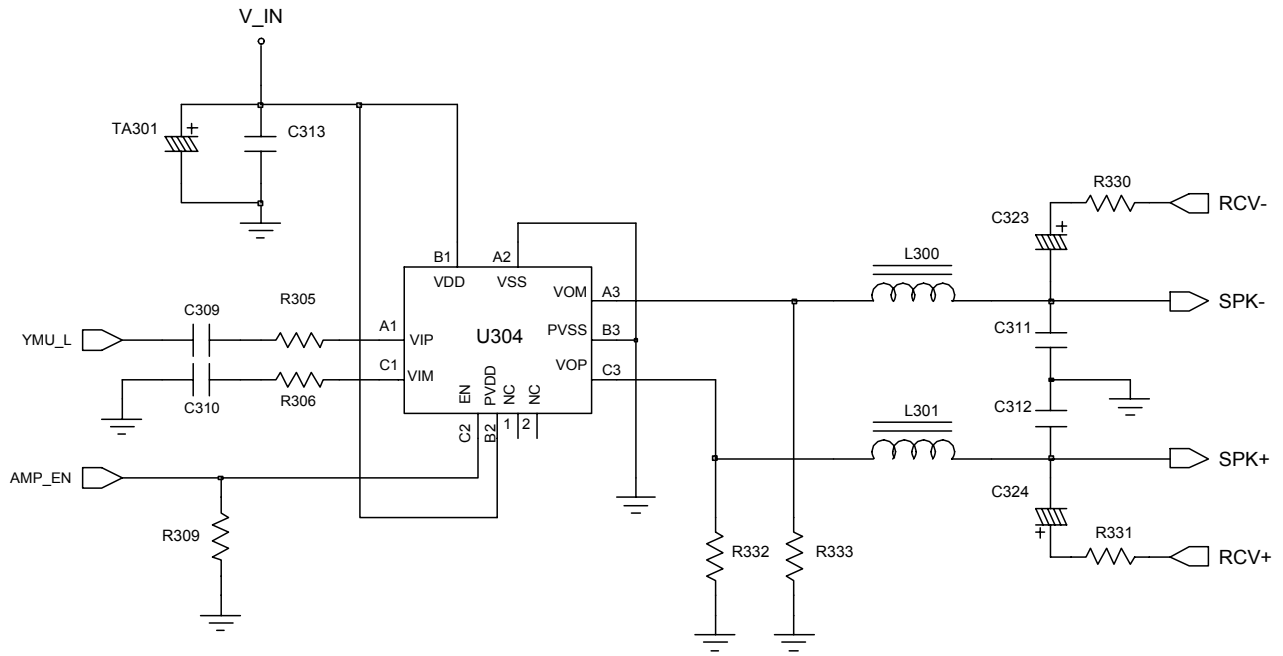 V_IN
TA301
+
C313
R330
RCV-
C323
+
L300
B1
A2
VDD
VSS
VOM
A3
SPK-
R305
C309
A1
PVSS
B3
C311
YMU_L
VIP
U304
C1
VOP
C3
VIM
C310
R306
EN
PVDD
NC
NC
C2
B2
1
2
L301
C312
SPK+
AMP_EN
C324
+
R331
R309
R332
R333
RCV+